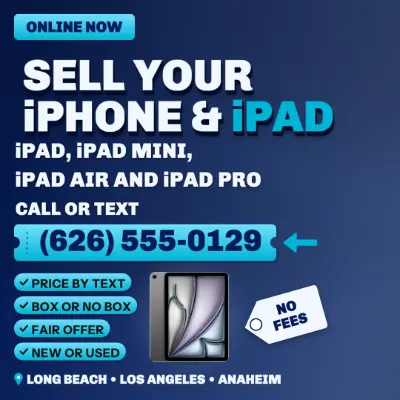 ONLINE NOW
SELL YOUR
iPHONE & iPAD
iPAD, iPAD MINI,
iPAD AIR AND iPAD PRO
CALL OR TEXT
(626) 555-0129
PRICE BY TEXT
BOX OR NO BOX
FAIR OFFER
NEW OR USED
NO
FEES
LONG BEACH • LOS ANGELES • ANAHEIM